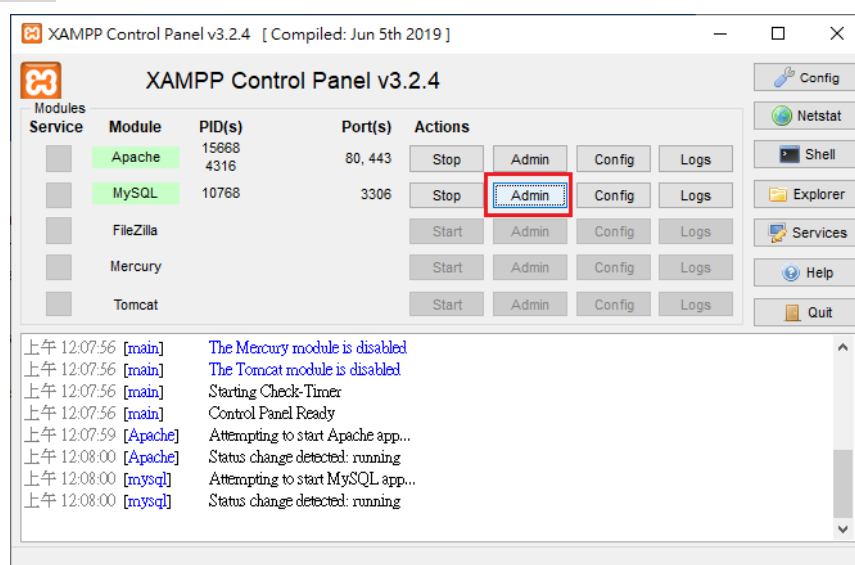 XAMPP Control Panel v3.2.4 [ Compiled: Jun 5th 2019 ]
XAMPP Control Panel v3.2.4
Config
Modules
Service Module PID(s) Port(s) Actions
Netstat
Apache 15668 4316 80, 443 Stop Admin Config Logs
Shell
MySQL 10768 3306 Stop Admin Config Logs
Explorer
FileZilla Start Admin Config Logs
Services
Mercury Start Admin Config Logs
Help
Tomcat Start Admin Config Logs
Quit
上午 12:07:56 [main] The Mercury module is disabled
上午 12:07:56 [main] The Tomcat module is disabled
上午 12:07:56 [main] Starting Check-Timer
上午 12:07:56 [main] Control Panel Ready
上午 12:07:59 [Apache] Attempting to start Apache app...
上午 12:08:00 [Apache] Status change detected: running
上午 12:08:00 [mysql] Attempting to start MySQL app...
上午 12:08:00 [mysql] Status change detected: running